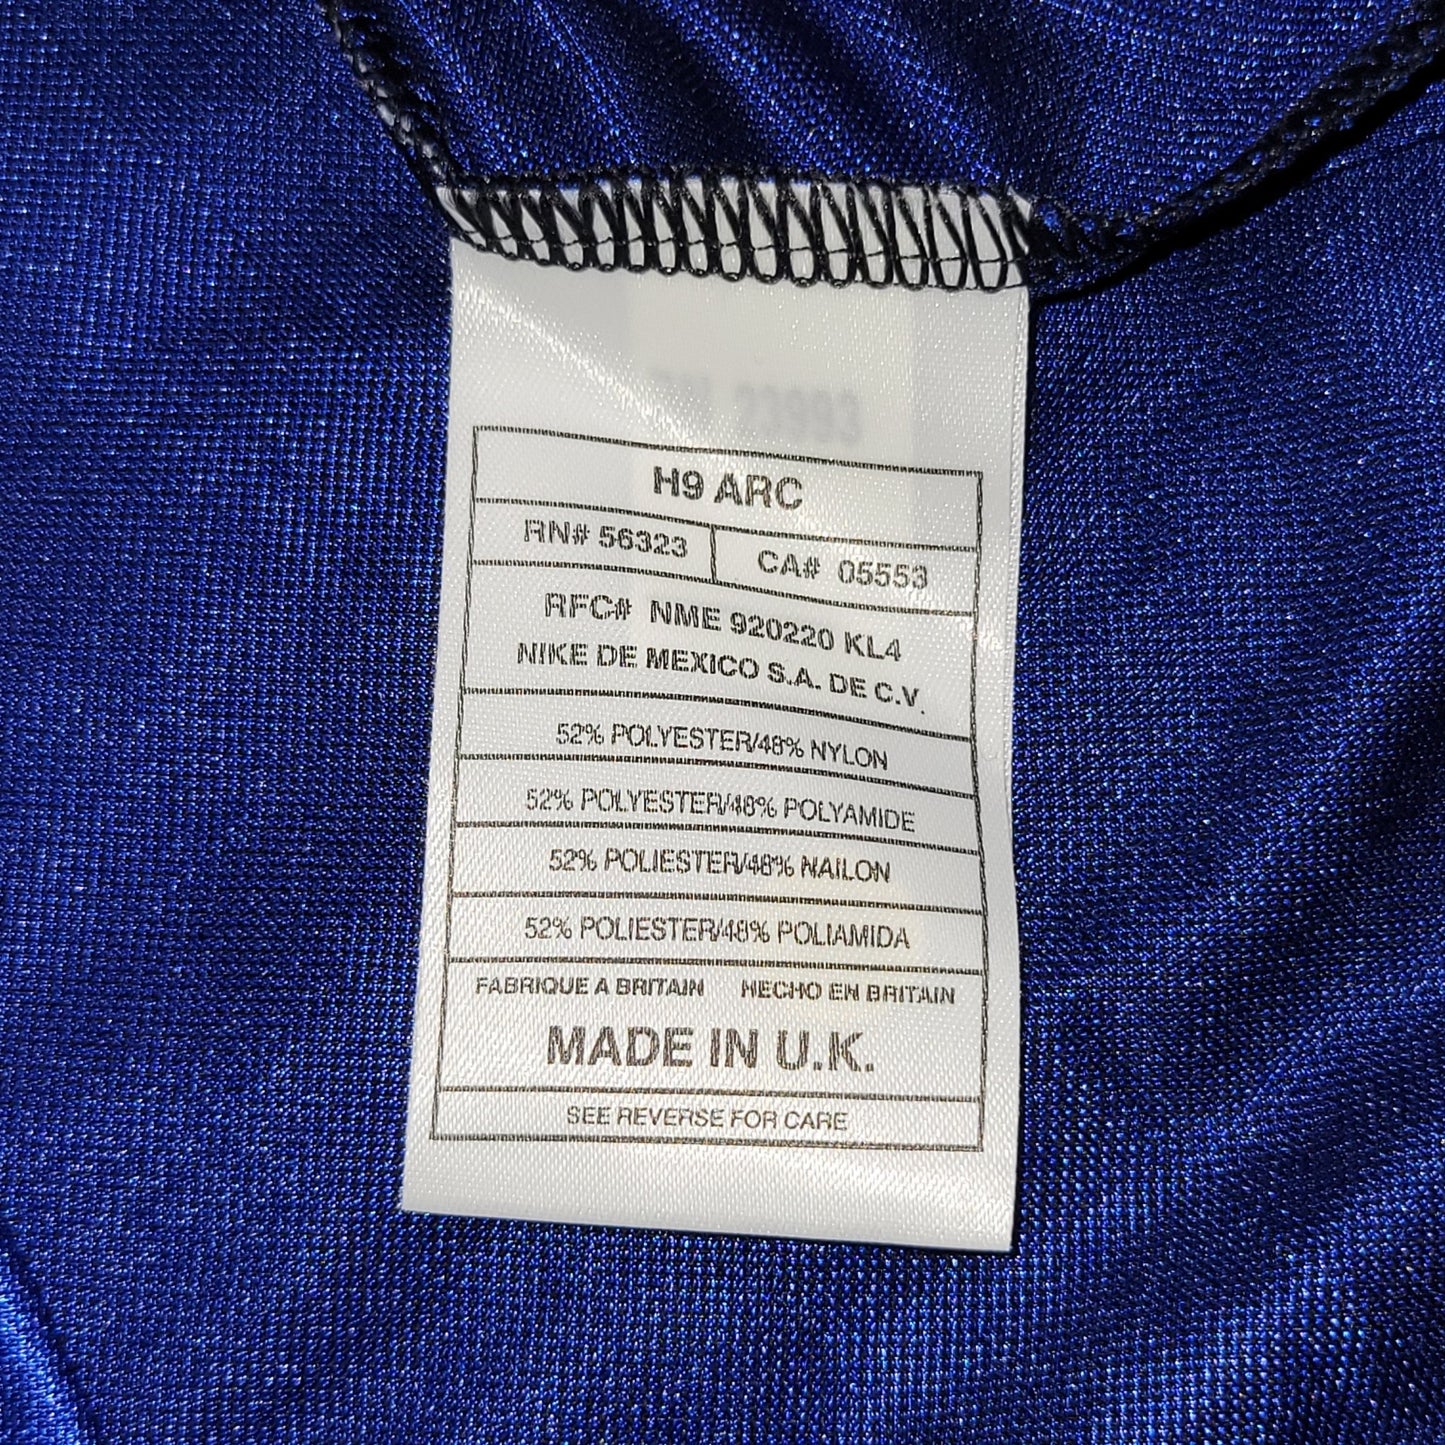 23993
H9 ARC
RN# 56323 CA# 05553
RFC# NME 920220 KL4
NIKE DE MEXICO S.A. DE C.V.
52% POLYESTER/48% NYLON
52% POLYESTER/48% POLYAMIDE
52% POLIESTER/48% NAILON
52% POLIESTER/48% POLIAMIDA
FABRIQUE A BRITAIN HECHO EN BRITAIN
MADE IN U.K.
SEE REVERSE FOR CARE